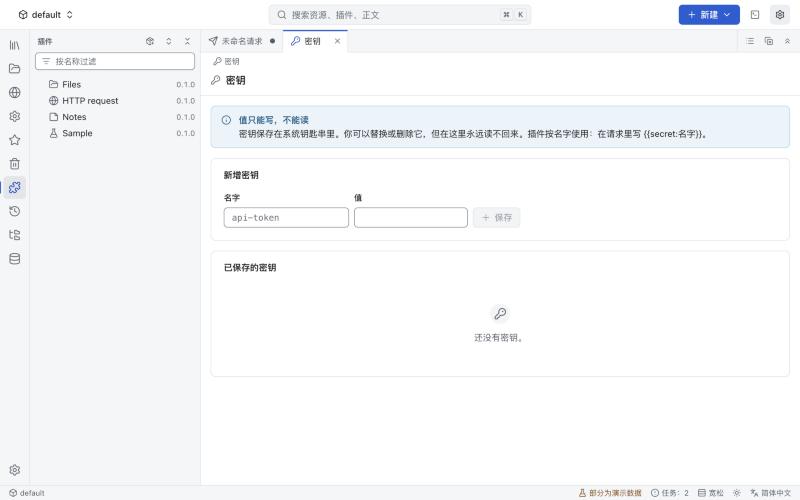 default
搜索资源、插件、正文
⌘ K
新建
插件
按名称过滤
Files 0.1.0
HTTP request 0.1.0
Notes 0.1.0
Sample 0.1.0
未命名请求
密钥
密钥
密钥
值只能写，不能读
密钥保存在系统钥匙串里。你可以替换或删除它，但在这里永远读不回来。插件按名字使用：在请求里写 {{secret:名字}}。
新增密钥
名字
值
api-token
保存
已保存的密钥
还没有密钥。
default
部分为演示数据
任务：2
宽松
简体中文